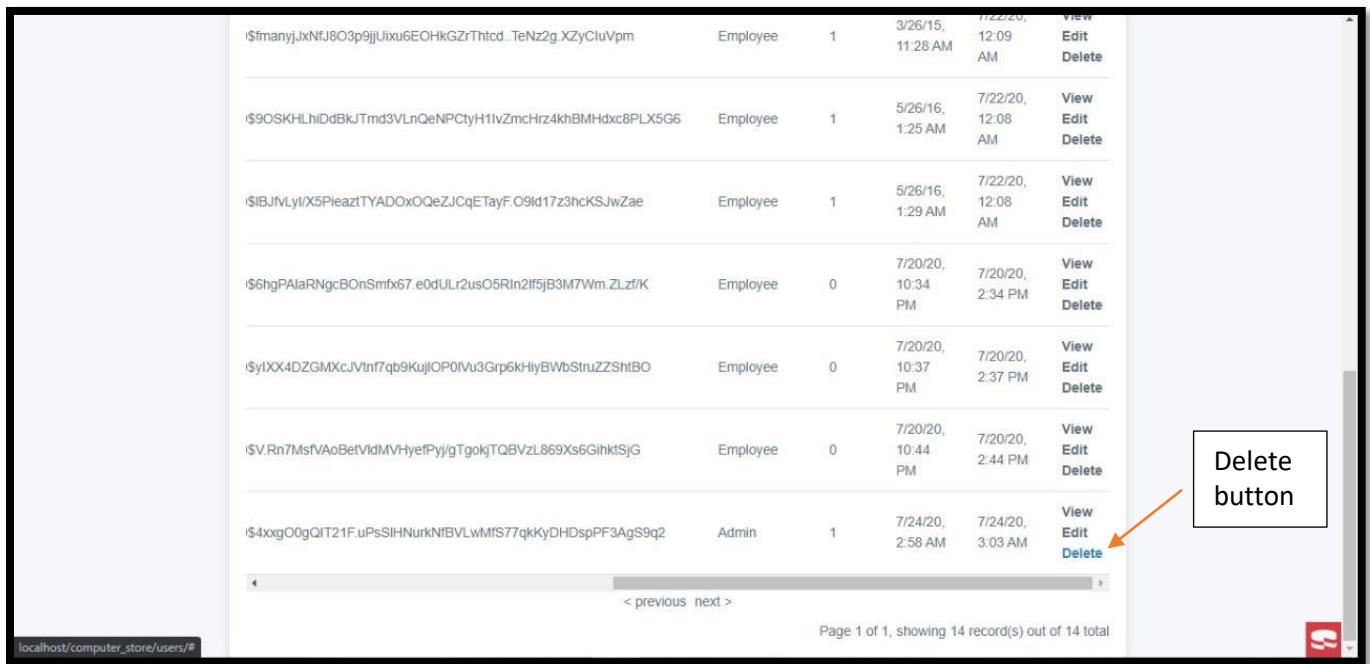 3/26/15, 7/22/20, View
!$fmanyjJxNfJ8O3p9jjUixu6EOHkGZrThtcd..TeNz2g.XZyCIuVpm Employee 1 11:28 AM 12:09 Edit
AM Delete
7/22/20, View
!$9OSKHLhiDdBkJTmd3VLnQeNPCtyH1IvZmcHrz4khBMHdxc8PLX5G6 Employee 1 5/26/16, 12:08 Edit
1:25 AM AM Delete
7/22/20, View
!$IBJfvLyI/X5PieaztTYADOxOQeZJCqETayF.O9Id17z3hcKSJwZae Employee 1 5/26/16, 12:08 Edit
1:29 AM AM Delete
7/20/20, View
!$6hgPAIaRNgcBOnSmfx67.e0dULr2usO5RIn2If5jB3M7Wm.ZLzf/K Employee 0 10:34 7/20/20, Edit
PM 2:34 PM Delete
7/20/20, View
!$yIXX4DZGMXcJVtnf7qb9KujIOP0fVu3Grp6kHiyBWbStruZZShtBO Employee 0 10:37 7/20/20, Edit
PM 2:37 PM Delete
7/20/20, View
!$V.Rn7MsfVAoBetVldMVHyefPyj/gTgokjTQBVzL869Xs6GihktSjG Employee 0 10:44 7/20/20, Edit
PM 2:44 PM Delete
View
!$4xxgO0gQIT21F.uPsSIHNurkNfBVLwMfS77qkKyDHDspPF3AgS9q2 Admin 1 7/24/20, 7/24/20, Edit
2:58 AM 3:03 AM Delete
Delete
button
< previous next >
Page 1 of 1, showing 14 record(s) out of 14 total
localhost/computer_store/users/#